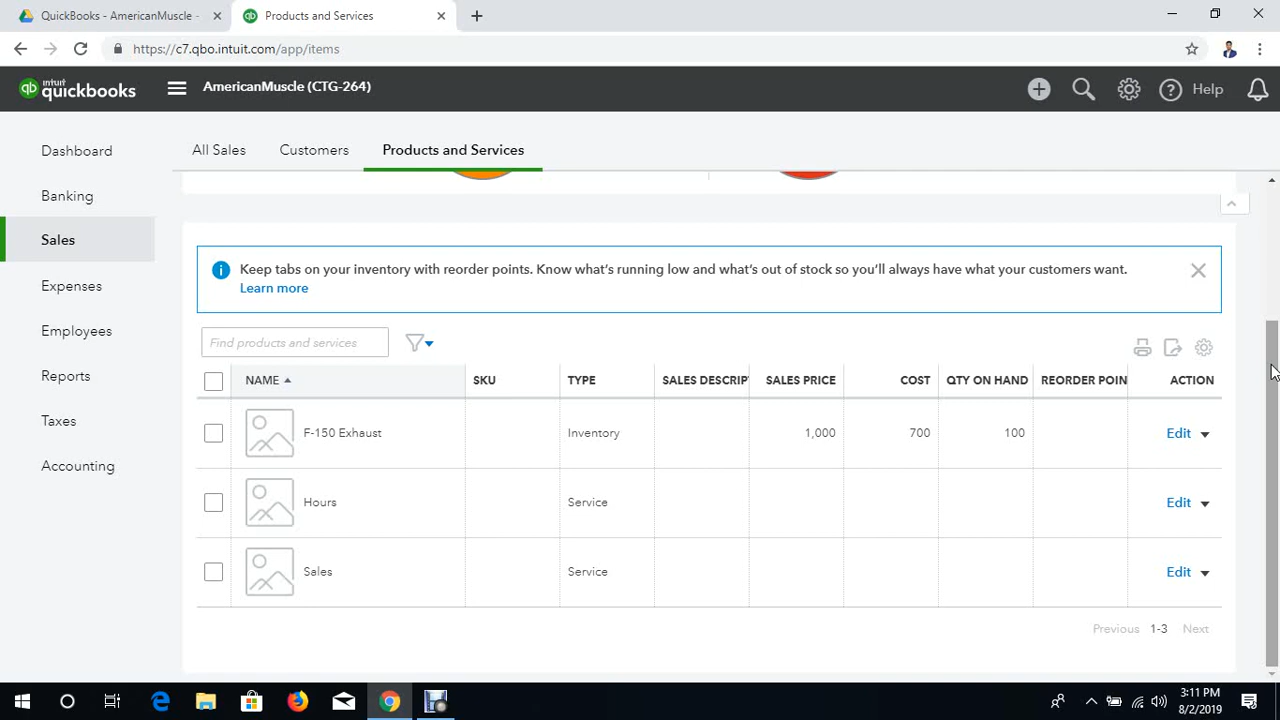 QuickBooks - AmericanMuscle -
Products and Services
https://c7.qbo.intuit.com/app/items
qb intuit quickbooks
AmericanMuscle (CTG-264)
Help
Dashboard
Banking
Sales
Expenses
Employees
Reports
Taxes
Accounting
All Sales Customers Products and Services
Keep tabs on your inventory with reorder points. Know what's running low and what's out of stock so you'll always have what your customers want.
Learn more
Find products and services
NAME SKU TYPE SALES DESCRIP SALES PRICE COST QTY ON HAND REORDER POIN ACTION
F-150 Exhaust Inventory 1,000 700 100 Edit
Hours Service Edit
Sales Service Edit
Previous 1-3 Next
3:11 PM
8/2/2019